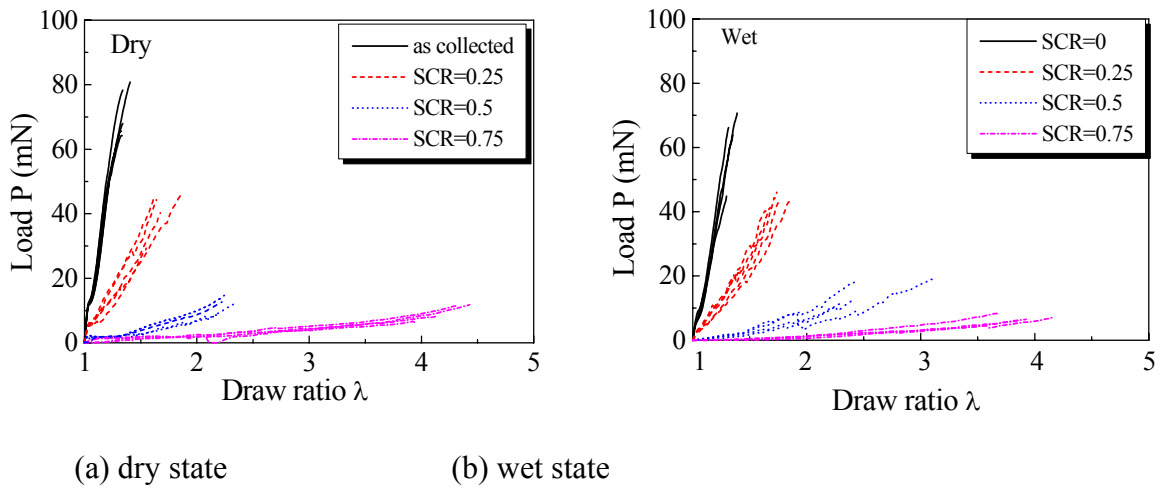 100
80
60
40
20
0
Load P (mN)
Dry
as collected
SCR=0.25
SCR=0.5
SCR=0.75
1 2 3 4 5
Draw ratio λ
100
80
60
40
20
0
Load P (mN)
Wet
SCR=0
SCR=0.25
SCR=0.5
SCR=0.75
1 2 3 4 5
Draw ratio λ
(a) dry state
(b) wet state